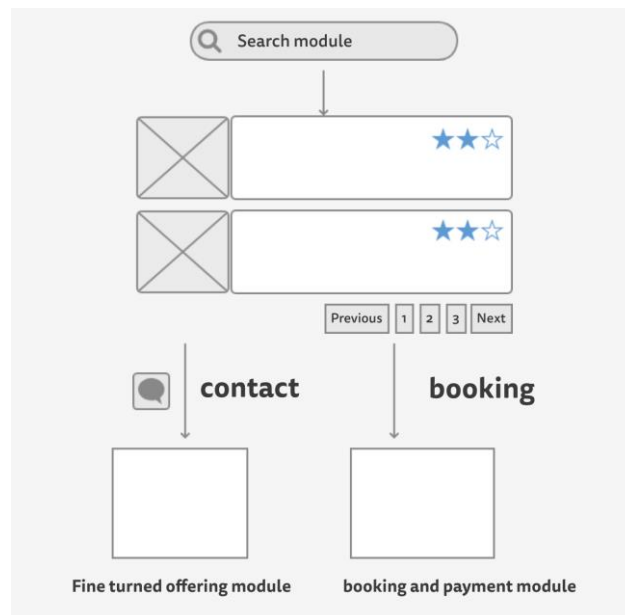 Search module
Previous 1 2 3 Next
contact
booking
Fine turned offering module
booking and payment module